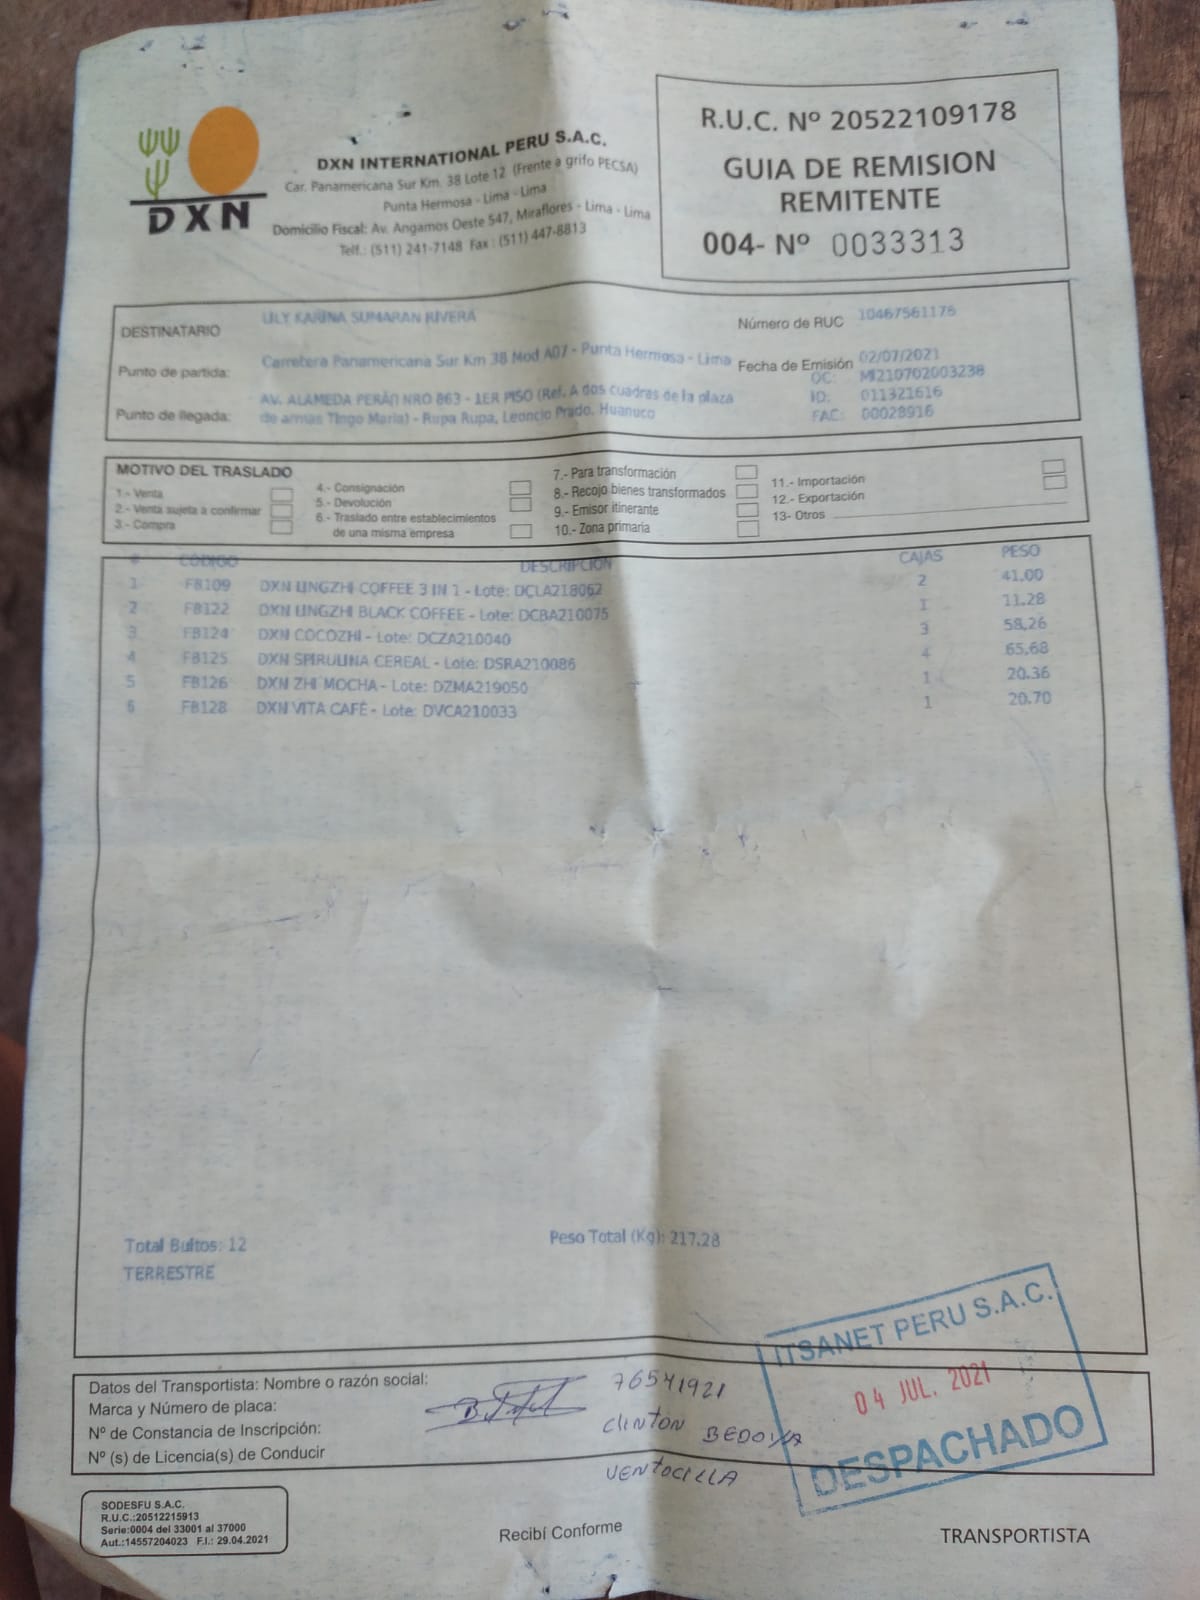 DXN
DXN INTERNATIONAL PERU S.A.C.
Car. Panamericana Sur Km. 38 Lote 12 (Frente a grifo PECSA)
Punta Hermosa - Lima - Lima
Domicilio Fiscal: Av. Angamos Oeste 547, Miraflores - Lima - Lima
Telf.: (511) 241-7148 Fax : (511) 447-8813
R.U.C. Nº 20522109178
GUIA DE REMISION
REMITENTE
004- Nº 0033313
DESTINATARIO LILY KARINA SUMARAN RIVERA Número de RUC 10467561176
Punto de partida: Carretera Panamericana Sur Km 38 Mod A07 - Punta Hermosa - Lima Fecha de Emisión 02/07/2021
OC: MI210702003238
Punto de llegada: AV. ALAMEDA PERÚ NRO 863 - 1ER PISO (Ref. A dos cuadras de la plaza ID: 011321616
de armas Tingo Maria) - Rupa Rupa, Leoncio Prado, Huanuco FAC: 00028916
MOTIVO DEL TRASLADO
1.- Venta
2.- Venta sujeta a confirmar
3.- Compra
4.- Consignación
5.- Devolución
6.- Traslado entre establecimientos
de una misma empresa
7.- Para transformación
8.- Recojo bienes transformados
9.- Emisor itinerante
10.- Zona primaria
11.- Importación
12.- Exportación
13- Otros
# CODIGO DESCRIPCIÓN CAJAS PESO
1 FB109 DXN LINGZHI COFFEE 3 IN 1 - Lote: DCLA218062 2 41.00
2 FB122 DXN LINGZHI BLACK COFFEE - Lote: DCBA210075 1 11.28
3 FB124 DXN COCOZHI - Lote: DCZA210040 3 58,26
4 FB125 DXN SPIRULINA CEREAL - Lote: DSRA210086 4 65.68
5 FB126 DXN ZHI MOCHA - Lote: DZMA219050 1 20.36
6 FB128 DXN VITA CAFÉ - Lote: DVCA210033 1 20.70
Total Bultos: 12 Peso Total (Kg): 217.28
TERRESTRE
ITSANET PERU S.A.C.
04 JUL. 2021
DESPACHADO
Datos del Transportista: Nombre o razón social:
Marca y Número de placa:
Nº de Constancia de Inscripción:
Nº (s) de Licencia(s) de Conducir
76541921
CLINTON BEDOYA
VENTOCILLA
SODESFU S.A.C.
R.U.C.:20512215913
Serie:0004 del 33001 al 37000
Aut.:14557204023 F.I.: 29.04.2021
Recibí Conforme
TRANSPORTISTA